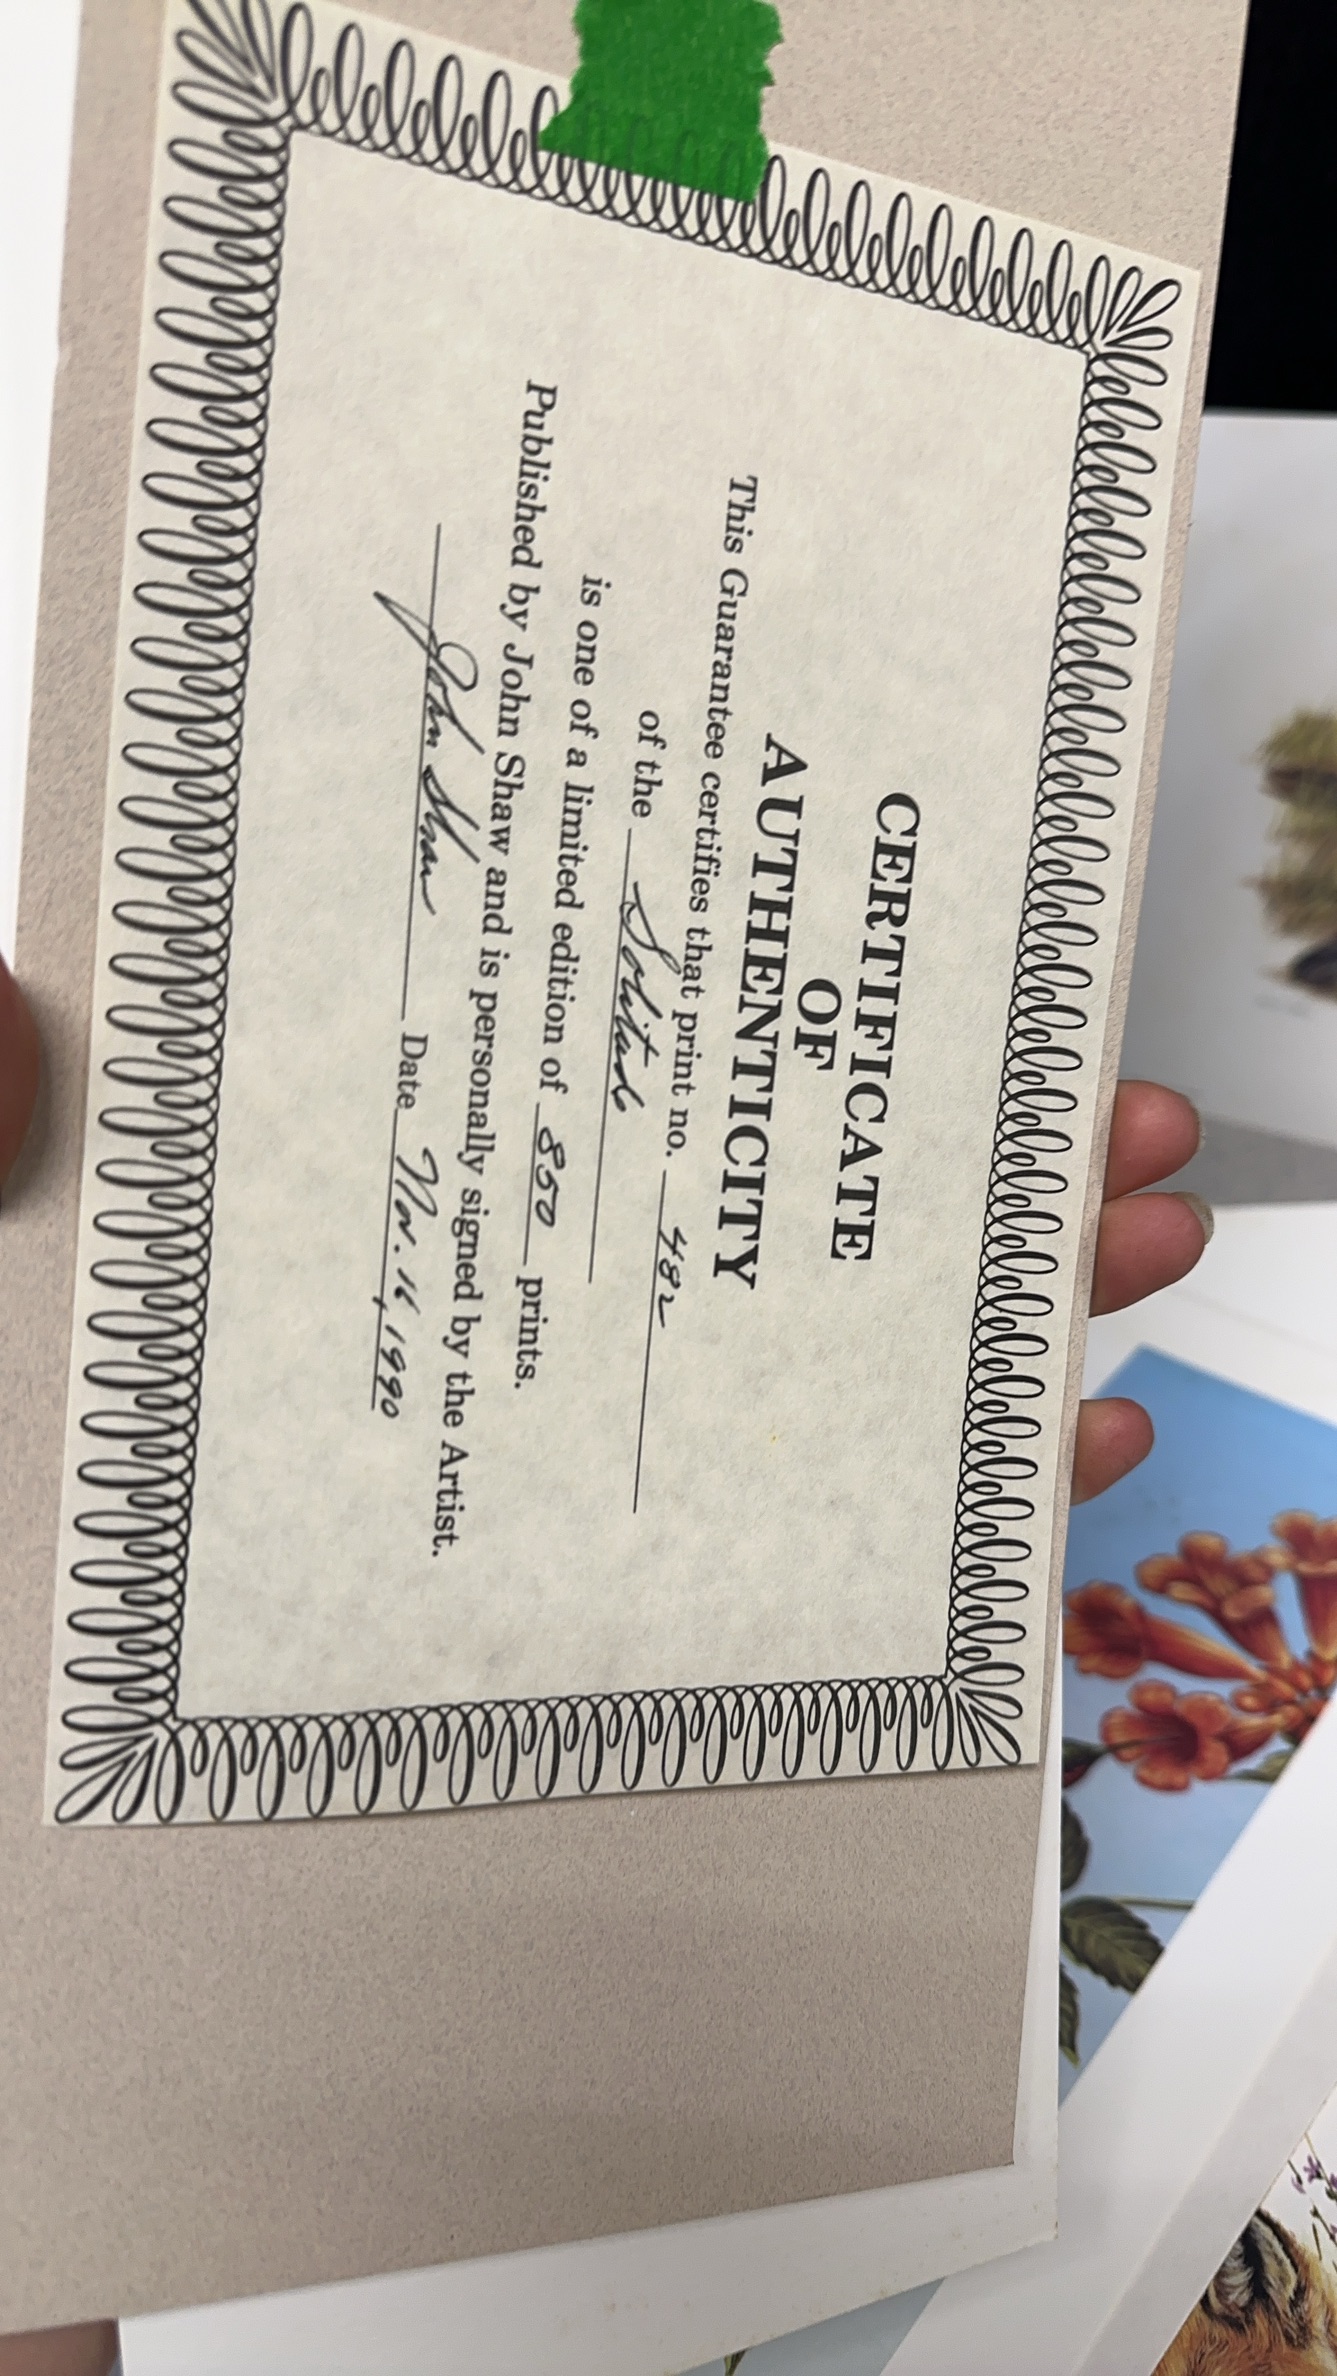 CERTIFICATE
OF
AUTHENTICITY
This Guarantee certifies that print no. 482
of the Solitude
is one of a limited edition of 850 prints.
Published by John Shaw and is personally signed by the Artist.
John Shaw Date Nov. 16, 1990